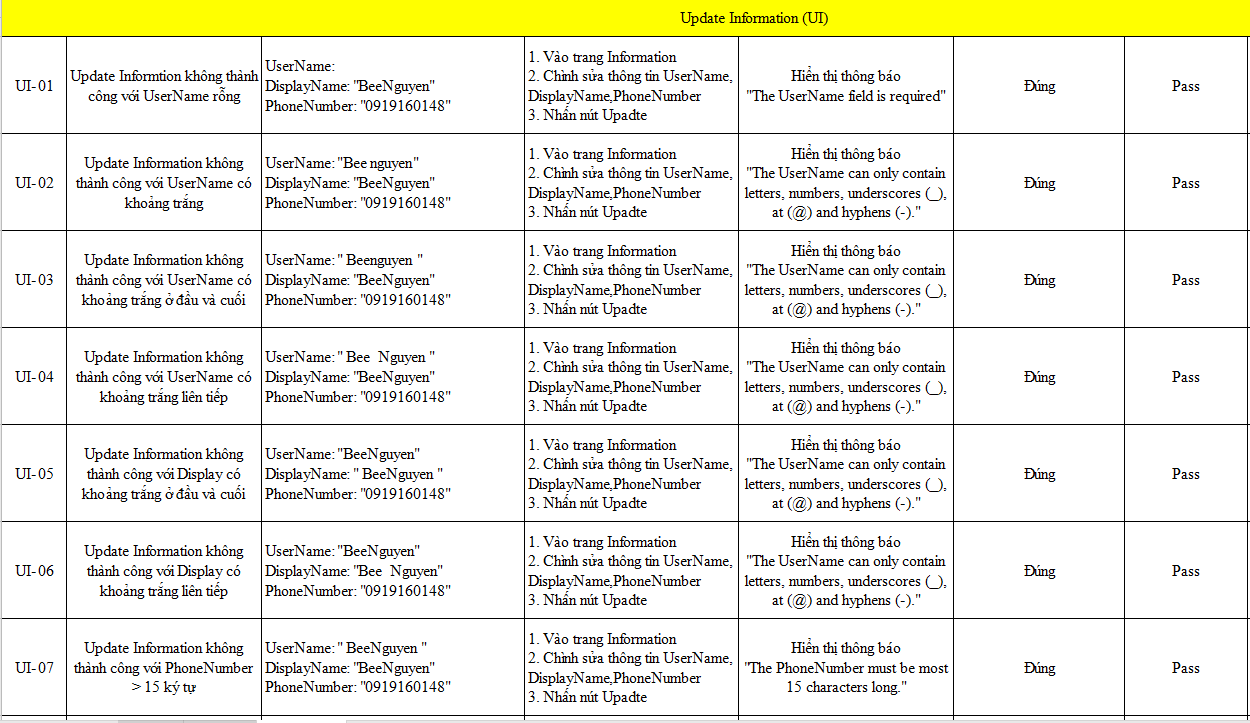 Update Information (UI)
UI-01
Update Informtion không thành
công với UserName rỗng
UserName:
DisplayName: "BeeNguyen"
PhoneNumber: "0919160148"
1. Vào trang Information
2. Chỉnh sửa thông tin UserName,
DisplayName,PhoneNumber
3. Nhấn nút Upadte
Hiển thị thông báo
"The UserName field is required"
Đúng
Pass
UI-02
Update Information không
thành công với UserName có
khoảng trắng
UserName: "Bee nguyen"
DisplayName: "BeeNguyen"
PhoneNumber: "0919160148"
1. Vào trang Information
2. Chỉnh sửa thông tin UserName,
DisplayName,PhoneNumber
3. Nhấn nút Upadte
Hiển thị thông báo
"The UserName can only contain
letters, numbers, underscores (_),
at (@) and hyphens (-)."
Đúng
Pass
UI-03
Update Information không
thành công với UserName có
khoảng trắng ở đầu và cuối
UserName: " Beenguyen "
DisplayName: "BeeNguyen"
PhoneNumber: "0919160148"
1. Vào trang Information
2. Chỉnh sửa thông tin UserName,
DisplayName,PhoneNumber
3. Nhấn nút Upadte
Hiển thị thông báo
"The UserName can only contain
letters, numbers, underscores (_),
at (@) and hyphens (-)."
Đúng
Pass
UI-04
Update Information không
thành công với UserName có
khoảng trắng liên tiếp
UserName: " Bee  Nguyen "
DisplayName: "BeeNguyen"
PhoneNumber: "0919160148"
1. Vào trang Information
2. Chỉnh sửa thông tin UserName,
DisplayName,PhoneNumber
3. Nhấn nút Upadte
Hiển thị thông báo
"The UserName can only contain
letters, numbers, underscores (_),
at (@) and hyphens (-)."
Đúng
Pass
UI-05
Update Information không
thành công với Display có
khoảng trắng ở đầu và cuối
UserName: "BeeNguyen"
DisplayName: " BeeNguyen "
PhoneNumber: "0919160148"
1. Vào trang Information
2. Chỉnh sửa thông tin UserName,
DisplayName,PhoneNumber
3. Nhấn nút Upadte
Hiển thị thông báo
"The UserName can only contain
letters, numbers, underscores (_),
at (@) and hyphens (-)."
Đúng
Pass
UI-06
Update Information không
thành công với Display có
khoảng trắng liên tiếp
UserName: "BeeNguyen"
DisplayName: "Bee  Nguyen"
PhoneNumber: "0919160148"
1. Vào trang Information
2. Chỉnh sửa thông tin UserName,
DisplayName,PhoneNumber
3. Nhấn nút Upadte
Hiển thị thông báo
"The UserName can only contain
letters, numbers, underscores (_),
at (@) and hyphens (-)."
Đúng
Pass
UI-07
Update Information không
thành công với PhoneNumber
> 15 ký tự
UserName: " BeeNguyen "
DisplayName: "BeeNguyen"
PhoneNumber: "0919160148"
1. Vào trang Information
2. Chỉnh sửa thông tin UserName,
DisplayName,PhoneNumber
3. Nhấn nút Upadte
Hiển thị thông báo
"The PhoneNumber must be most
15 characters long."
Đúng
Pass